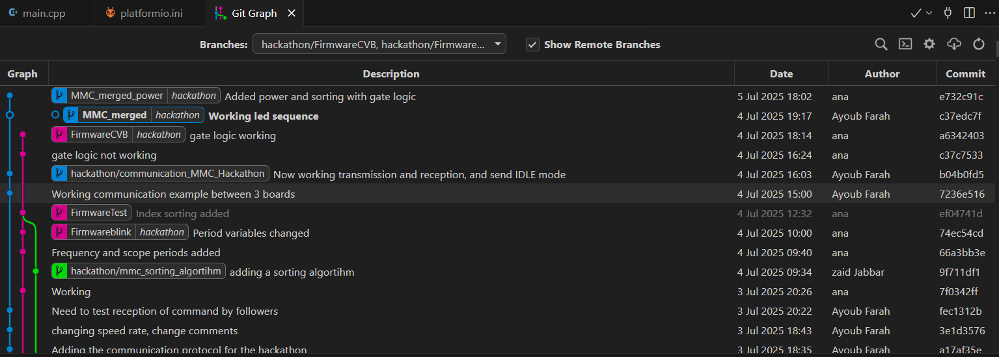 main.cpp platformio.ini Git Graph
Branches: hackathon/FirmwareCVB, hackathon/Firmware... Show Remote Branches
Graph Description Date Author Commit
MMC_merged_power hackathon Added power and sorting with gate logic 5 Jul 2025 18:02 ana e732c91c
MMC_merged hackathon Working led sequence 4 Jul 2025 19:17 Ayoub Farah c37edc7f
FirmwareCVB hackathon gate logic working 4 Jul 2025 18:14 ana a6342403
gate logic not working 4 Jul 2025 16:24 ana c37c7533
hackathon/communication_MMC_Hackathon Now working transmission and reception, and send IDLE mode 4 Jul 2025 16:03 Ayoub Farah b04b0fd5
Working communication example between 3 boards 4 Jul 2025 15:00 Ayoub Farah 7236e516
FirmwareTest Index sorting added 4 Jul 2025 12:32 ana ef04741d
Firmwareblink hackathon Period variables changed 4 Jul 2025 10:00 ana 74ec54cd
Frequency and scope periods added 4 Jul 2025 09:40 ana 66a3bb3e
hackathon/mmc_sorting_algortihm adding a sorting algortihm 4 Jul 2025 09:34 zaid Jabbar 9f711df1
Working 3 Jul 2025 20:26 ana 7f0342ff
Need to test reception of command by followers 3 Jul 2025 20:22 Ayoub Farah fec1312b
changing speed rate, change comments 3 Jul 2025 18:43 Ayoub Farah 3e1d3576
Adding the communication protocol for the hackathon 3 Jul 2025 18:35 Ayoub Farah a17af35e